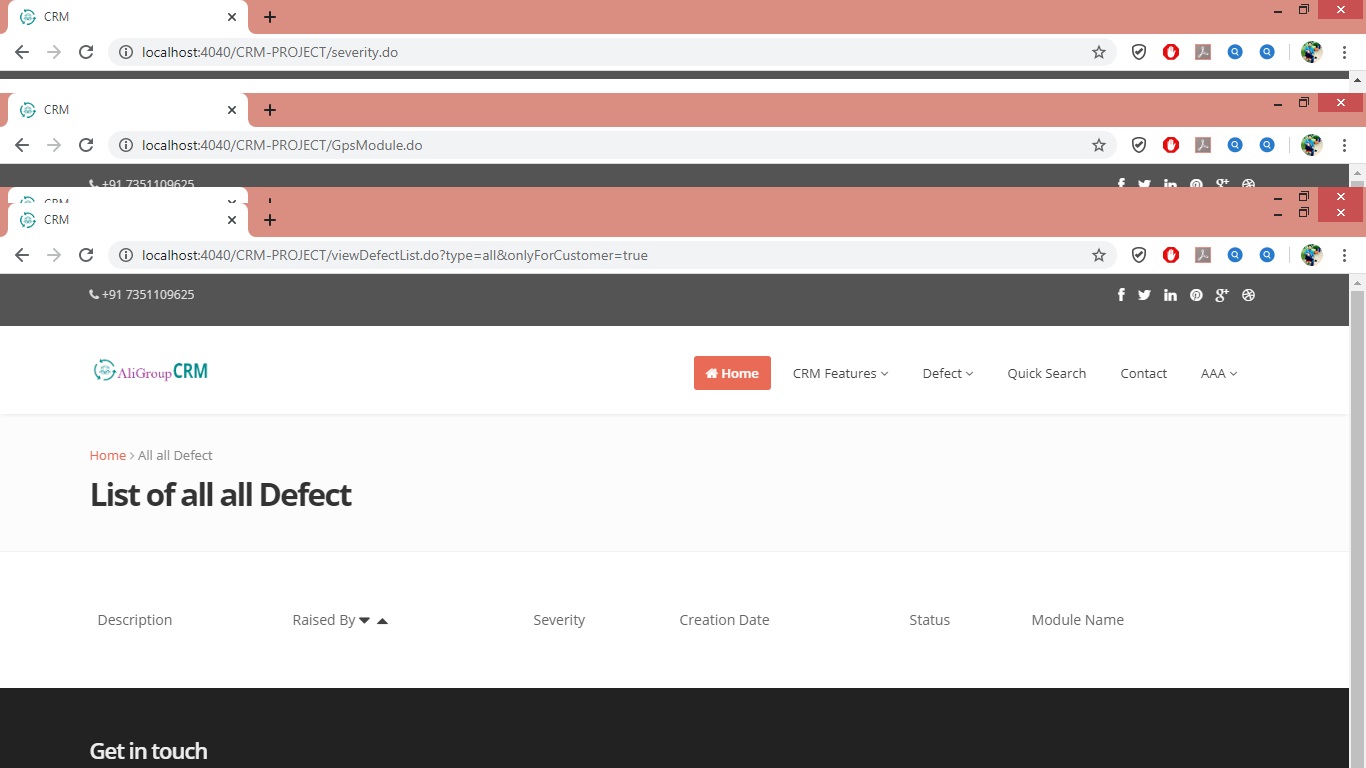 CRM
localhost:4040/CRM-PROJECT/severity.do
CRM
localhost:4040/CRM-PROJECT/GpsModule.do
+91 7351109625
CRM
CRM
localhost:4040/CRM-PROJECT/viewDefectList.do?type=all&onlyForCustomer=true
+91 7351109625
AliGroupCRM
Home CRM Features Defect Quick Search Contact AAA
Home > All all Defect
List of all all Defect
Description Raised By Severity Creation Date Status Module Name
Get in touch